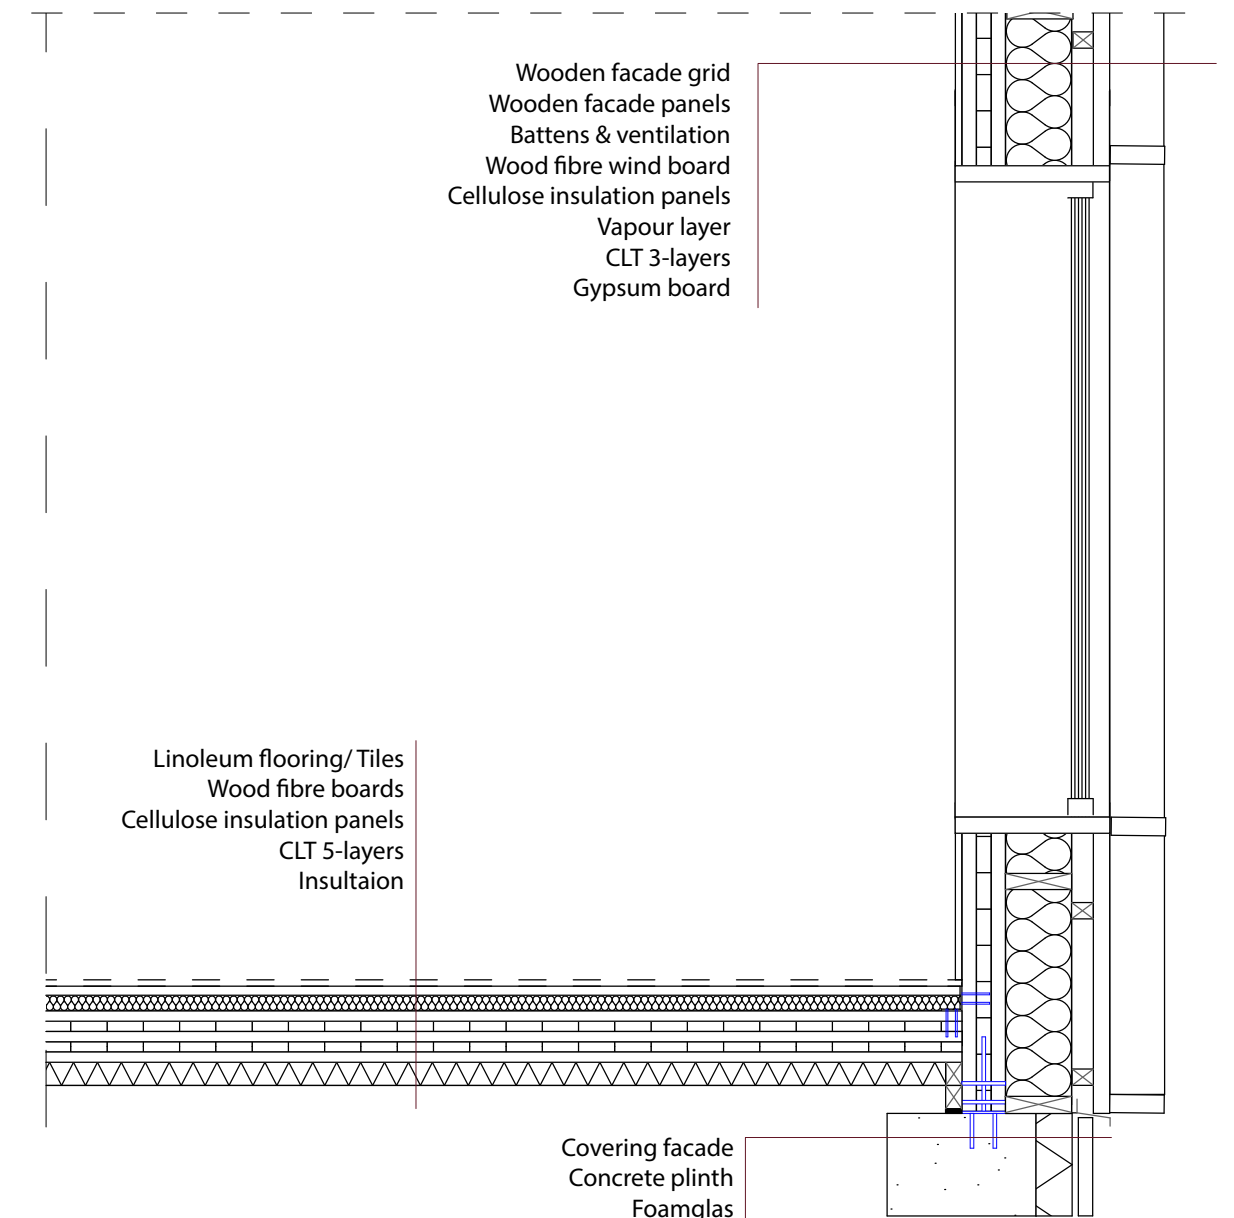 Wooden facade grid
Wooden facade panels
Battens & ventilation
Wood fibre wind board
Cellulose insulation panels
Vapour layer
CLT 3-layers
Gypsum board
Linoleum flooring/ Tiles
Wood fibre boards
Cellulose insulation panels
CLT 5-layers
Insultaion
Covering facade
Concrete plinth
Foamglas